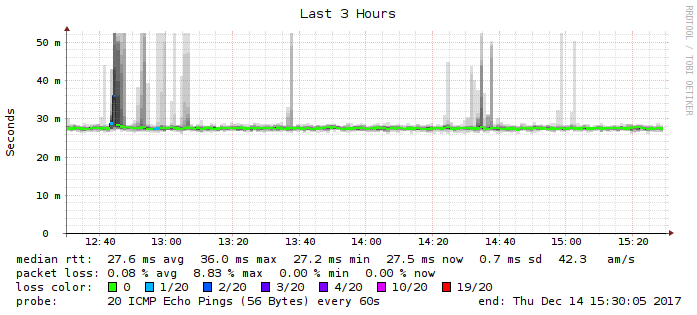 Last 3 Hours
RRDTOOL / TOBI OETIKER
Seconds
50 m
40 m
30 m
20 m
10 m
0
12:40 13:00 13:20 13:40 14:00 14:20 14:40 15:00 15:20
median rtt: 27.6 ms avg 36.0 ms max 27.2 ms min 27.5 ms now 0.7 ms sd 42.3 am/s
packet loss: 0.08 % avg 8.83 % max 0.00 % min 0.00 % now
loss color: 0 1/20 2/20 3/20 4/20 10/20 19/20
probe: 20 ICMP Echo Pings (56 Bytes) every 60s end: Thu Dec 14 15:30:05 2017